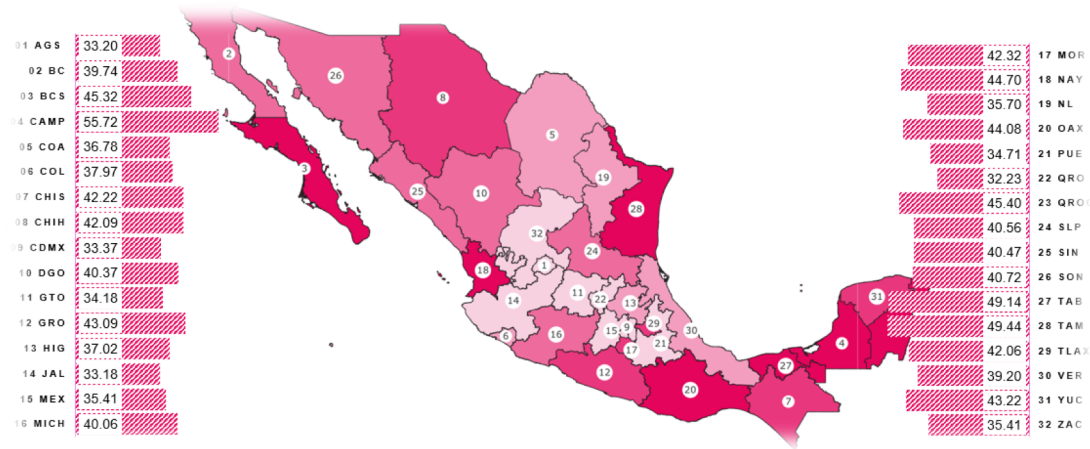 01 AGS 33.20
02 BC 39.74
03 BCS 45.32
04 CAMP 55.72
05 COA 36.78
06 COL 37.97
07 CHIS 42.22
08 CHIH 42.09
09 CDMX 33.37
10 DGO 40.37
11 GTO 34.18
12 GRO 43.09
13 HIG 37.02
14 JAL 33.18
15 MEX 35.41
16 MICH 40.06
2
26
8
5
3
25
10
19
28
32
18
24
1
14
11
22
13
6
16
15
9
29
30
17
21
12
20
27
7
4
31
42.32 17 MOR
44.70 18 NAY
35.70 19 NL
44.08 20 OAX
34.71 21 PUE
32.23 22 QRO
45.40 23 QRO
40.56 24 SLP
40.47 25 SIN
40.72 26 SON
49.14 27 TAB
49.44 28 TAM
42.06 29 TLAX
39.20 30 VER
43.22 31 YUC
35.41 32 ZAC